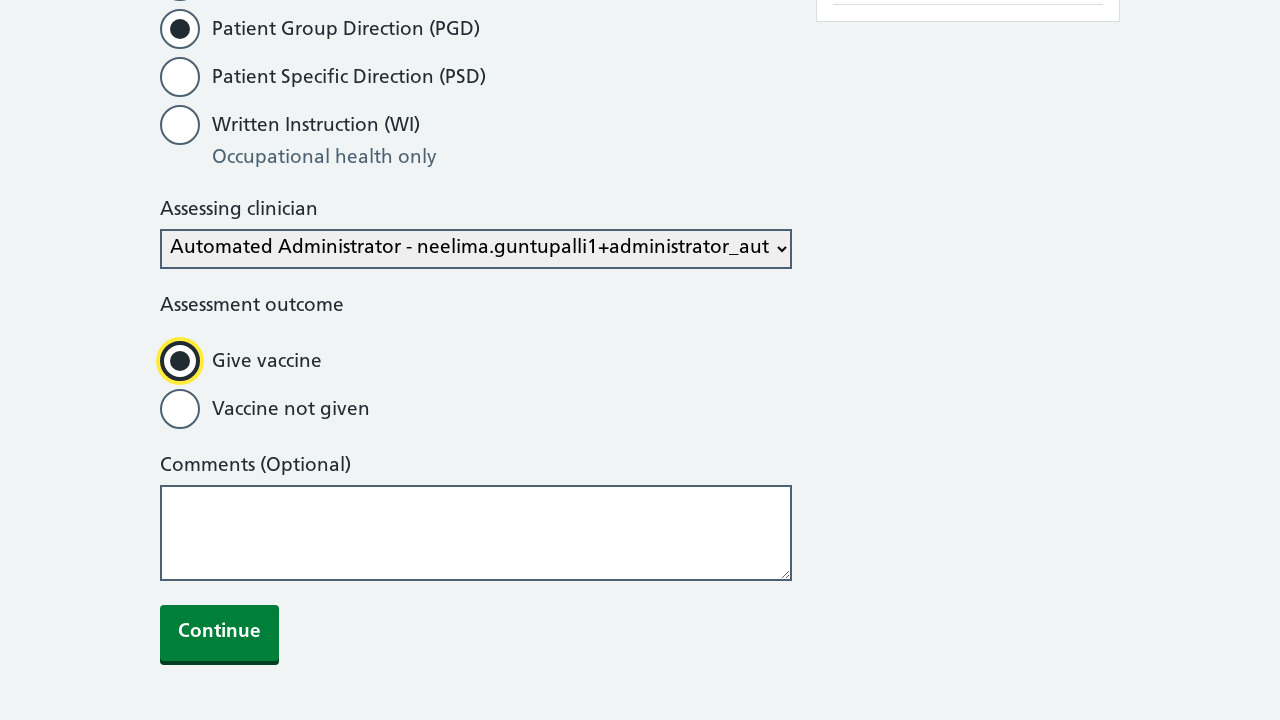 Patient Group Direction (PGD)
Patient Specific Direction (PSD)
Written Instruction (WI)
Occupational health only
Assessing clinician
Automated Administrator - neelima.guntupalli1+administrator_aut
Assessment outcome
Give vaccine
Vaccine not given
Comments (Optional)
Continue